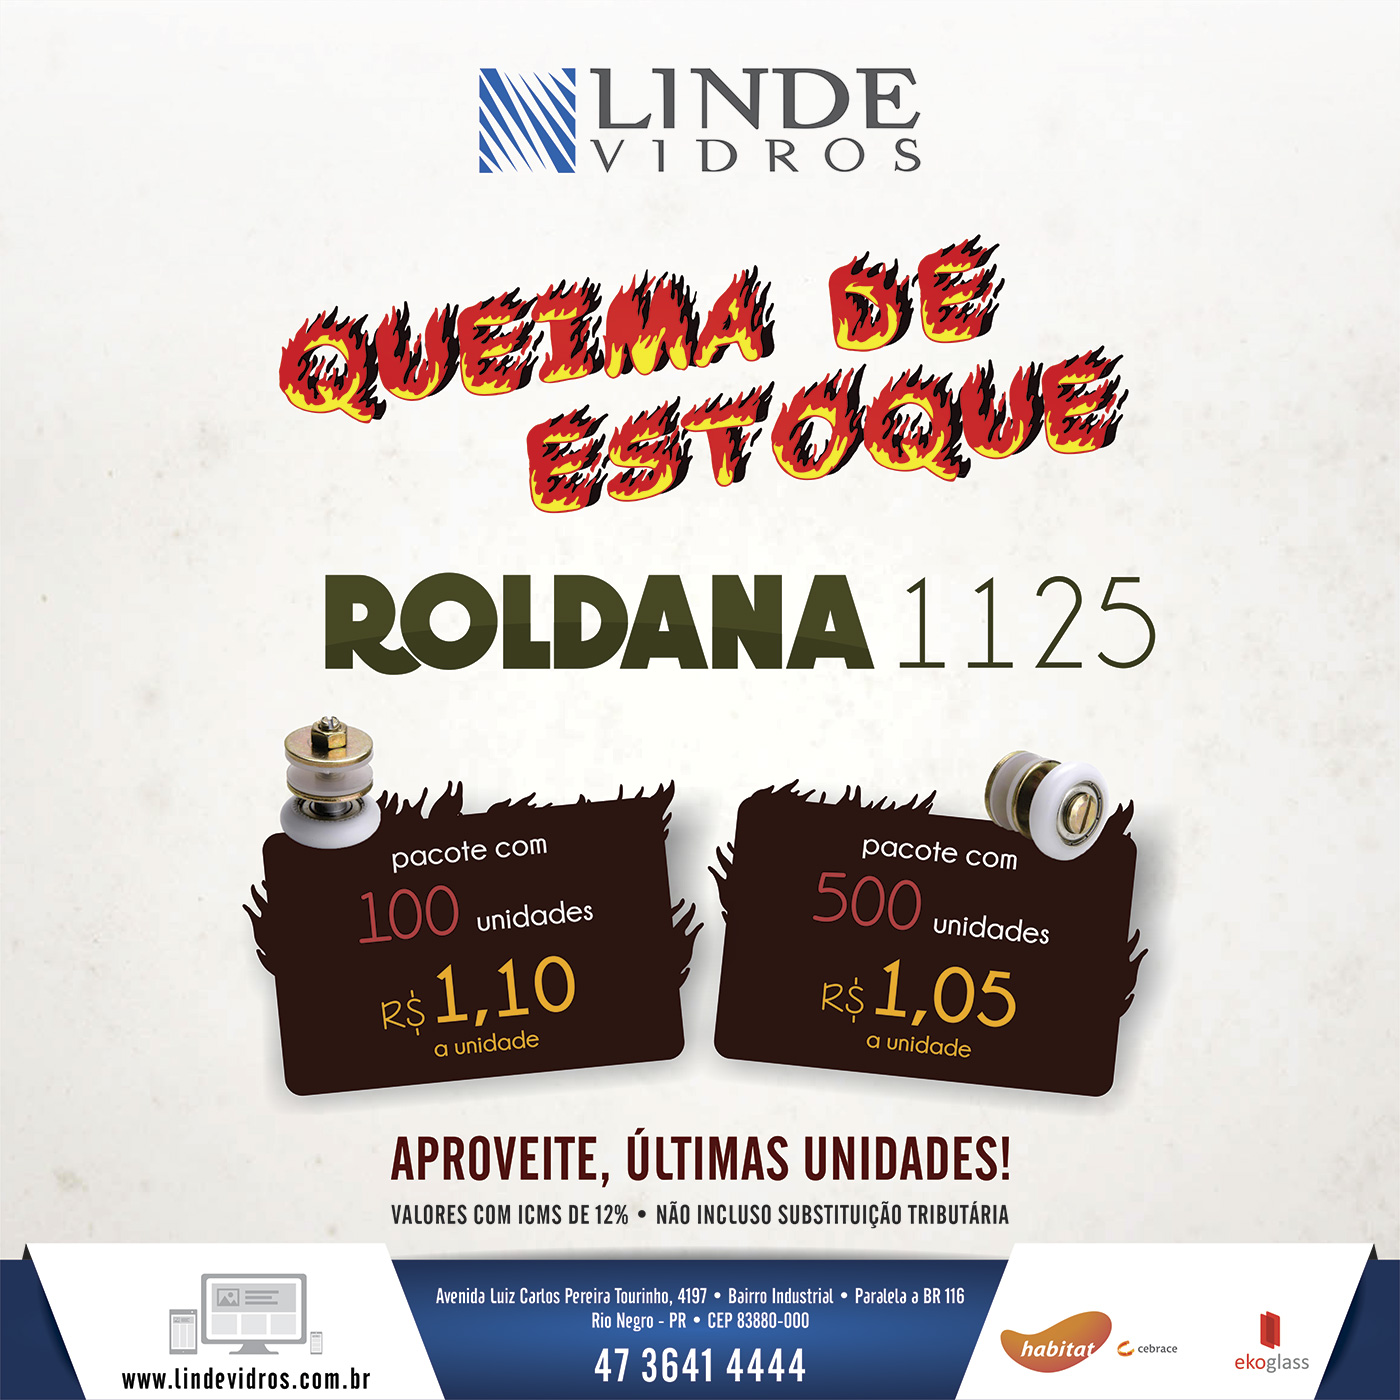 LINDE
VIDROS
QUEIMA DE
ESTOQUE
ROLDANA 1125
pacote com
100 unidades
R$ 1,10
a unidade
pacote com
500 unidades
R$ 1,05
a unidade
APROVEITE, ÚLTIMAS UNIDADES!
VALORES COM ICMS DE 12% • NÃO INCLUSO SUBSTITUIÇÃO TRIBUTÁRIA
www.lindevidros.com.br
Avenida Luiz Carlos Pereira Tourinho, 4197 • Bairro Industrial • Paralela a BR 116
Rio Negro - PR • CEP 83880-000
47 3641 4444
habitat
cebrace
ekoglass